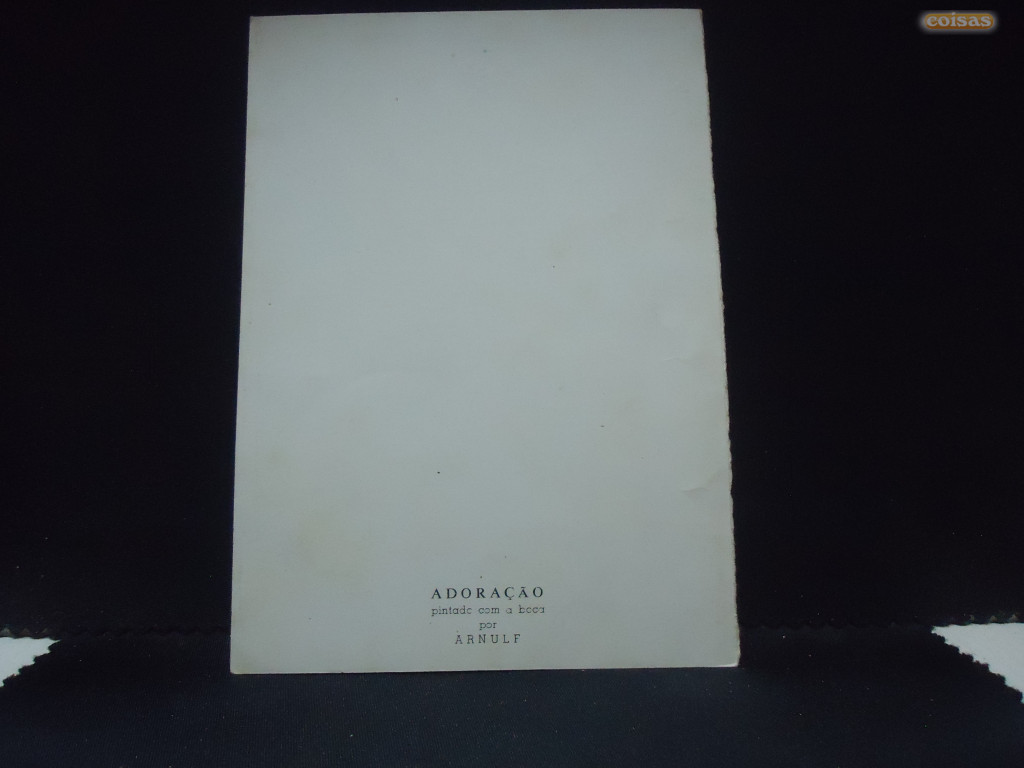 coisas
ADORAÇÃO
pintado com a boca
por
ARNULF